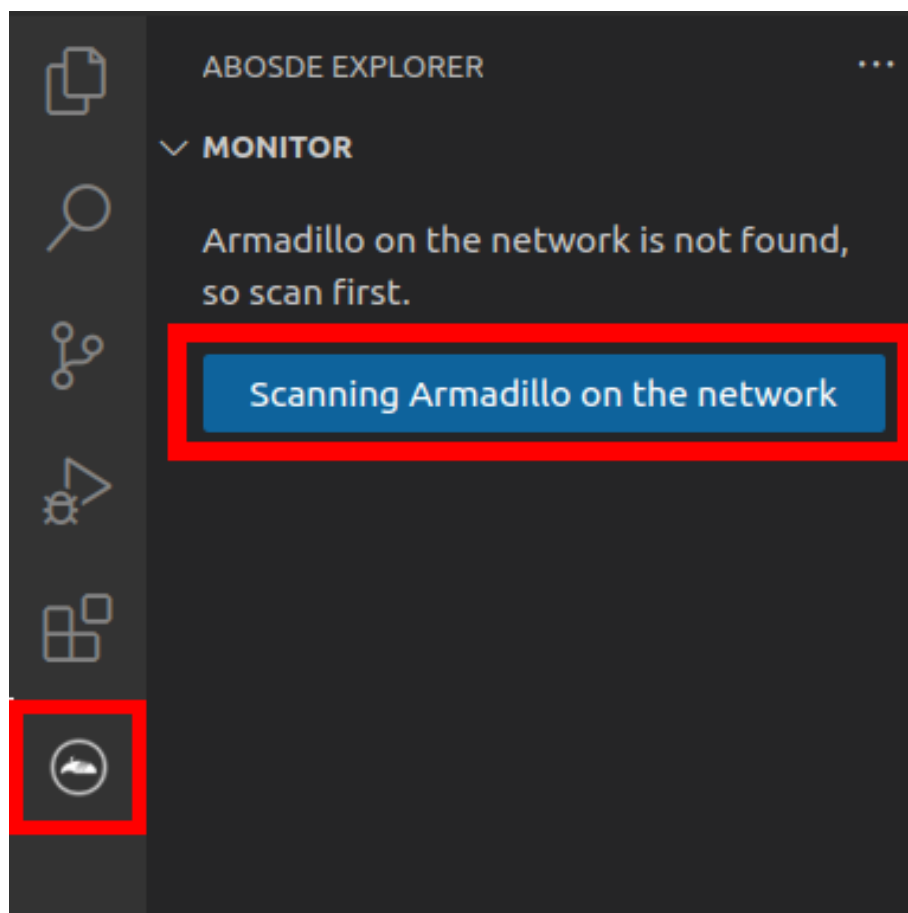 ABOSDE EXPLORER
MONITOR
Armadillo on the network is not found,
so scan first.
Scanning Armadillo on the network